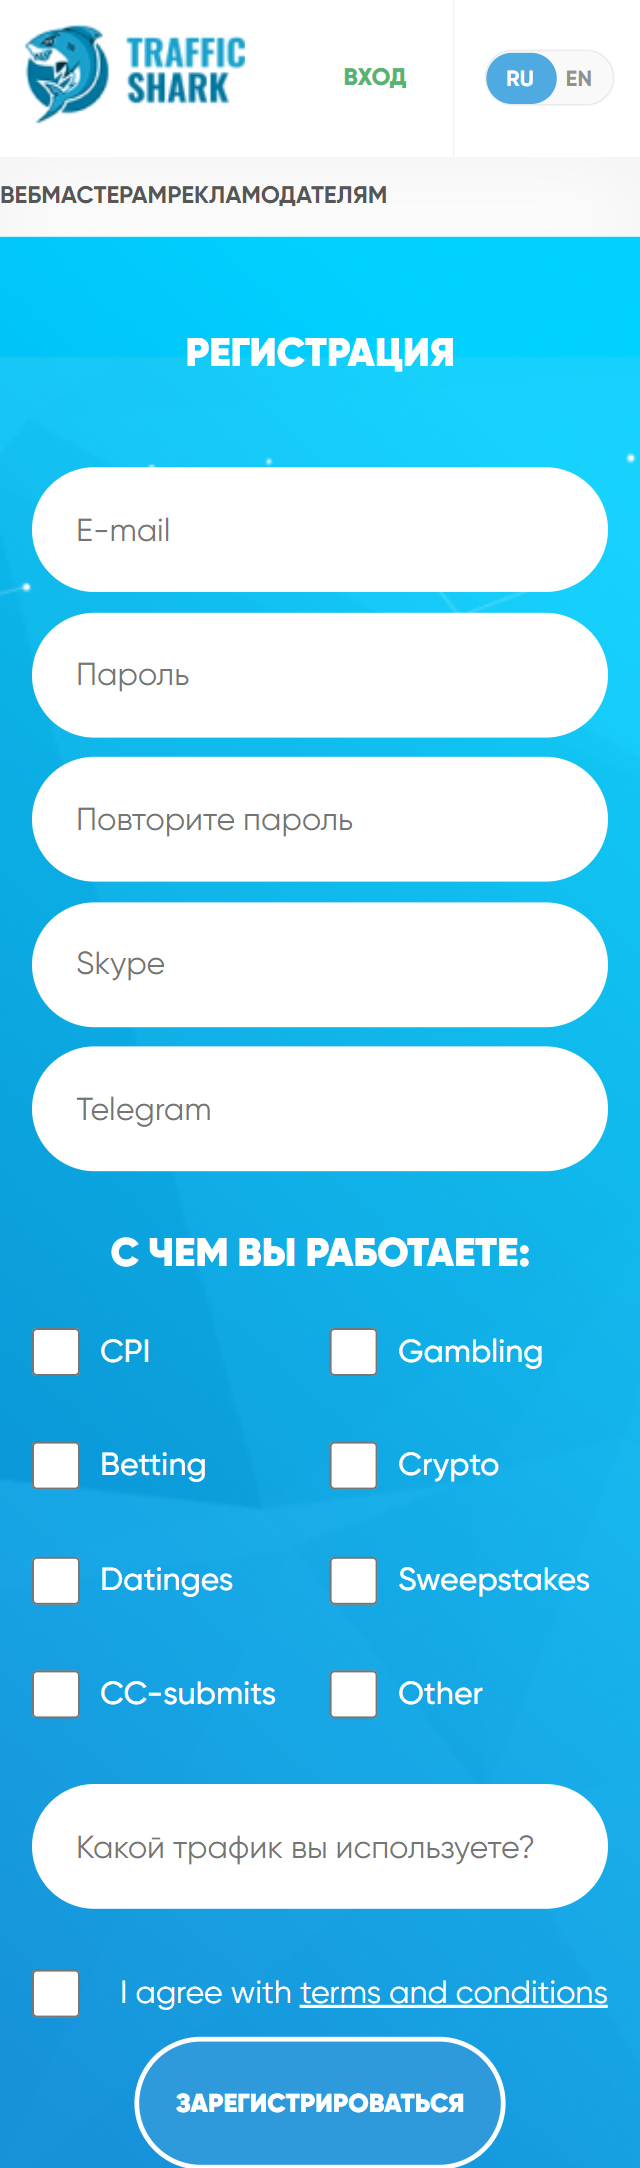 TRAFFIC
SHARK
ВХОД
RU EN
ВЕБМАСТЕРАМРЕКЛАМОДАТЕЛЯМ
РЕГИСТРАЦИЯ
E-mail
Пароль
Повторите пароль
Skype
Telegram
С ЧЕМ ВЫ РАБОТАЕТЕ:
CPI Gambling
Betting Crypto
Datinges Sweepstakes
CC-submits Other
Какой трафик вы используете?
I agree with terms and conditions
ЗАРЕГИСТРИРОВАТЬСЯ